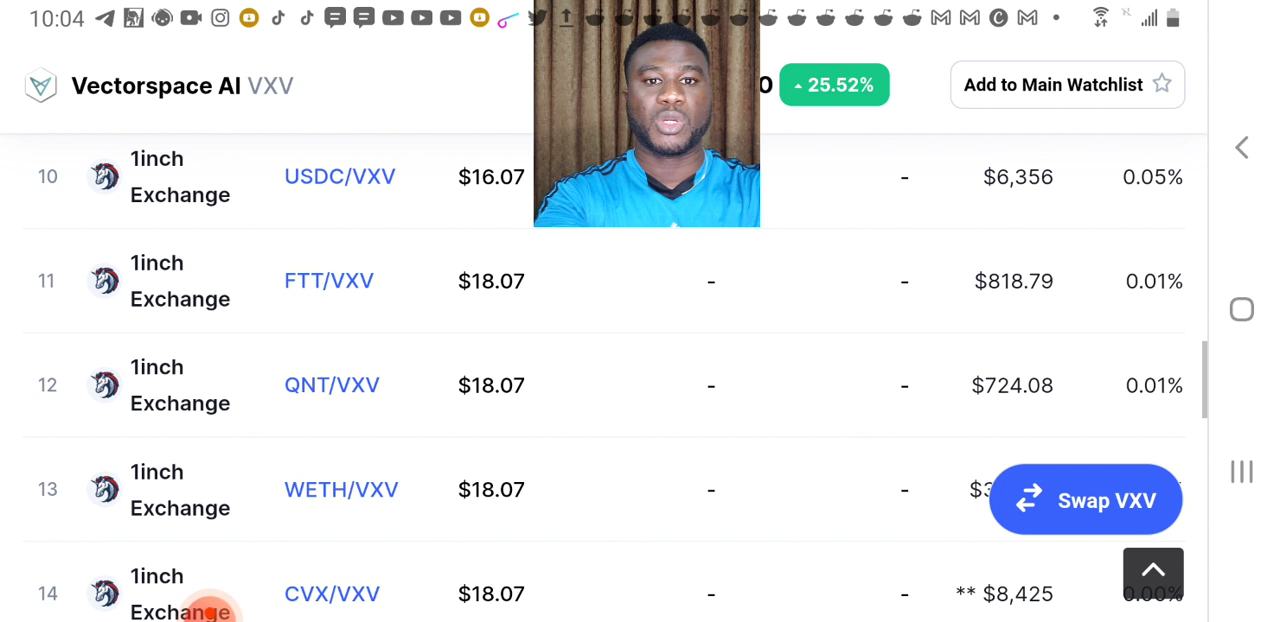 10:04
Vectorspace AI VXV
0 25.52%
Add to Main Watchlist
10 1inch Exchange USDC/VXV $16.07 - $6,356 0.05%
11 1inch Exchange FTT/VXV $18.07 - - $818.79 0.01%
12 1inch Exchange QNT/VXV $18.07 - - $724.08 0.01%
13 1inch Exchange WETH/VXV $18.07 - -
Swap VXV
14 1inch Exchange CVX/VXV $18.07 - - ** $8,425 0.00%